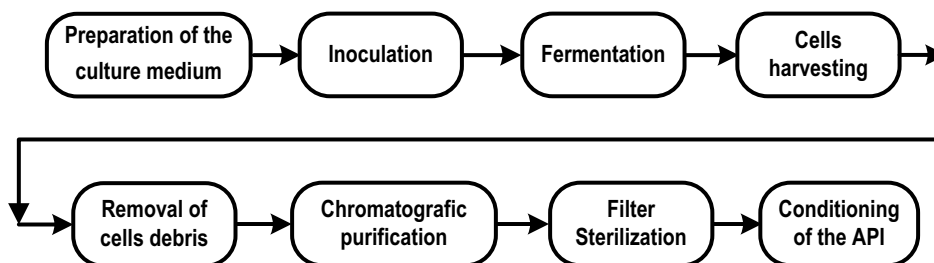 Preparation of the
culture medium
Inoculation
Fermentation
Cells
harvesting
Removal of
cells debris
Chromatografic
purification
Filter
Sterilization
Conditioning
of the API